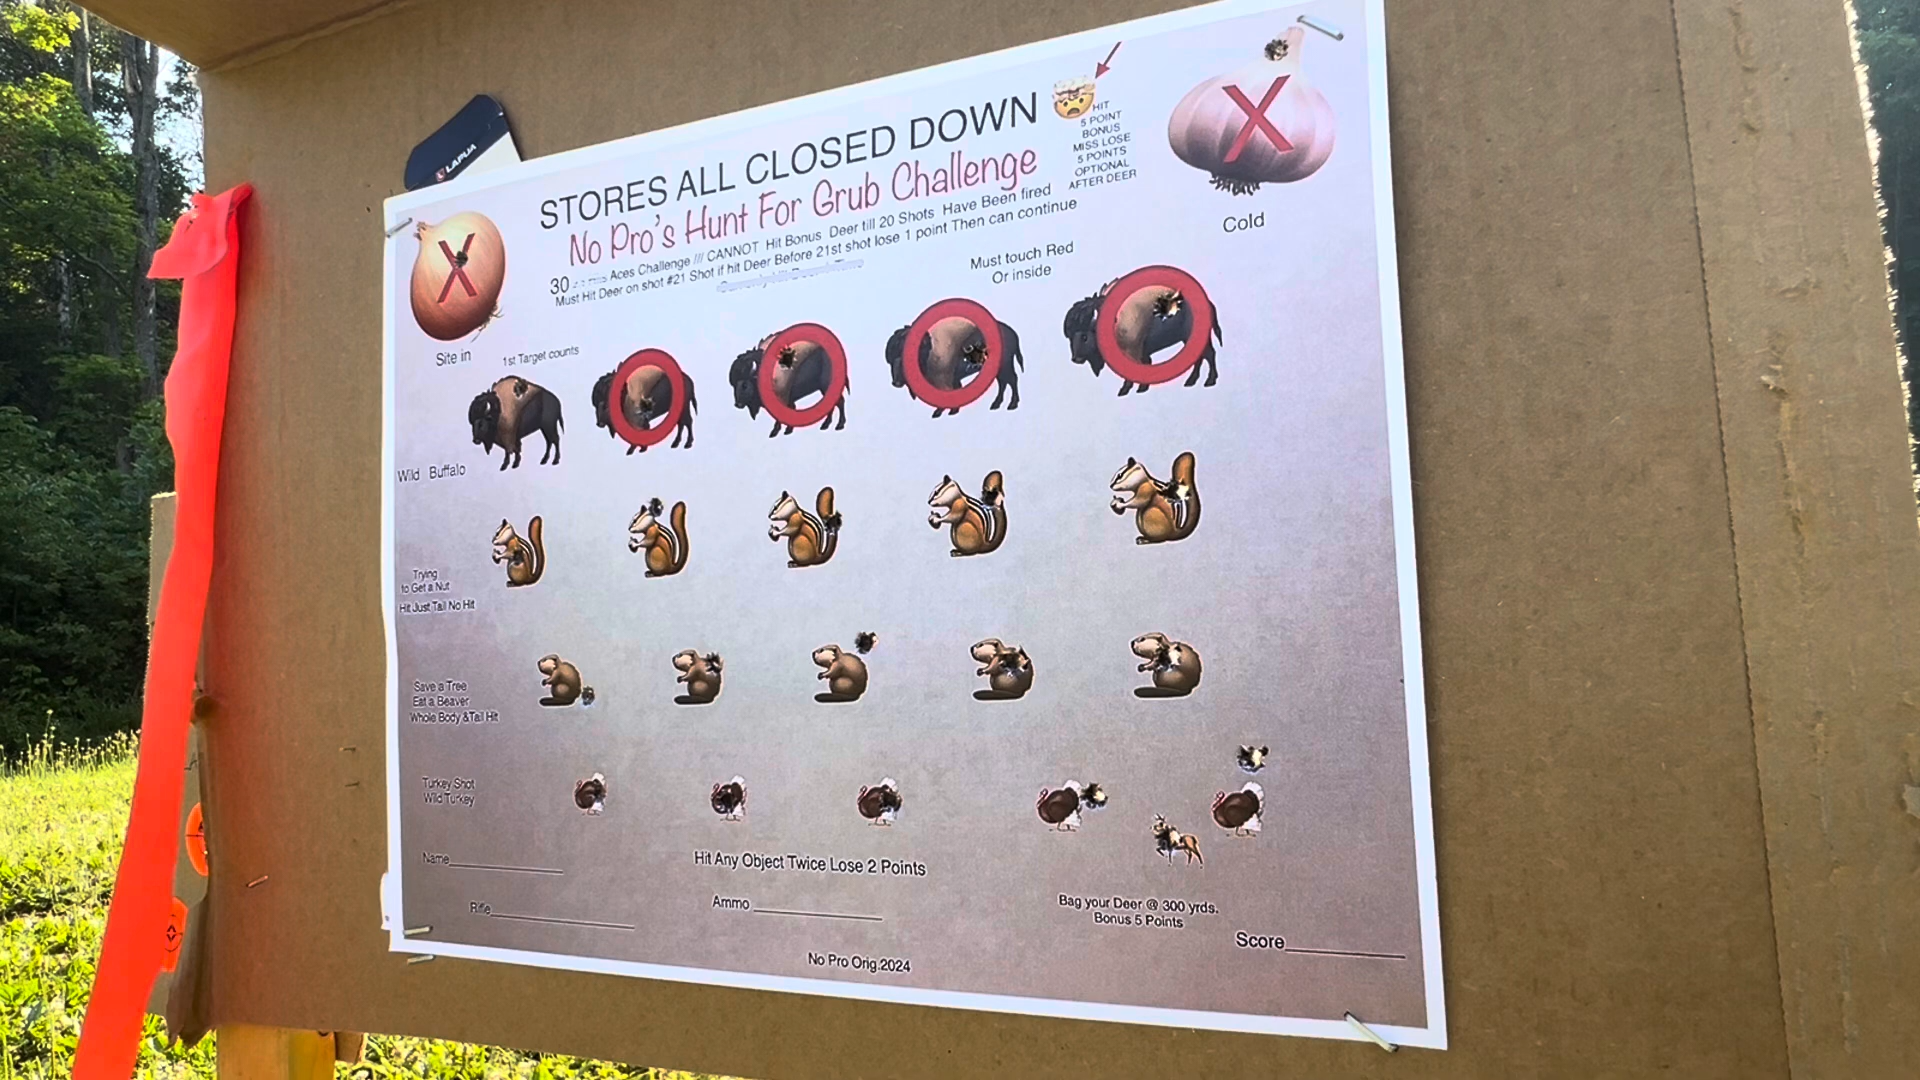 LAPUA
STORES ALL CLOSED DOWN
No Pro's Hunt For Grub Challenge
30 Aces Challenge /// CANNOT Hit Bonus Deer till 20 Shots Have Been fired
Must Hit Deer on shot #21 Shot if hit Deer Before 21st shot lose 1 point Then can continue
HIT
5 POINT
BONUS
MISS LOSE
5 POINTS
OPTIONAL
AFTER DEER
X
X
Cold
Site in
1st Target counts
Must touch Red
Or inside
Wild Buffalo
Trying
to Get a Nut
Hit Just Tail No Hit
Save a Tree
Eat a Beaver
Whole Body &Tail Hit
Turkey Shot
Wild Turkey
Name
Hit Any Object Twice Lose 2 Points
Rifle
Ammo
Bag your Deer @ 300 yrds.
Bonus 5 Points
Score
No Pro Orig.2024